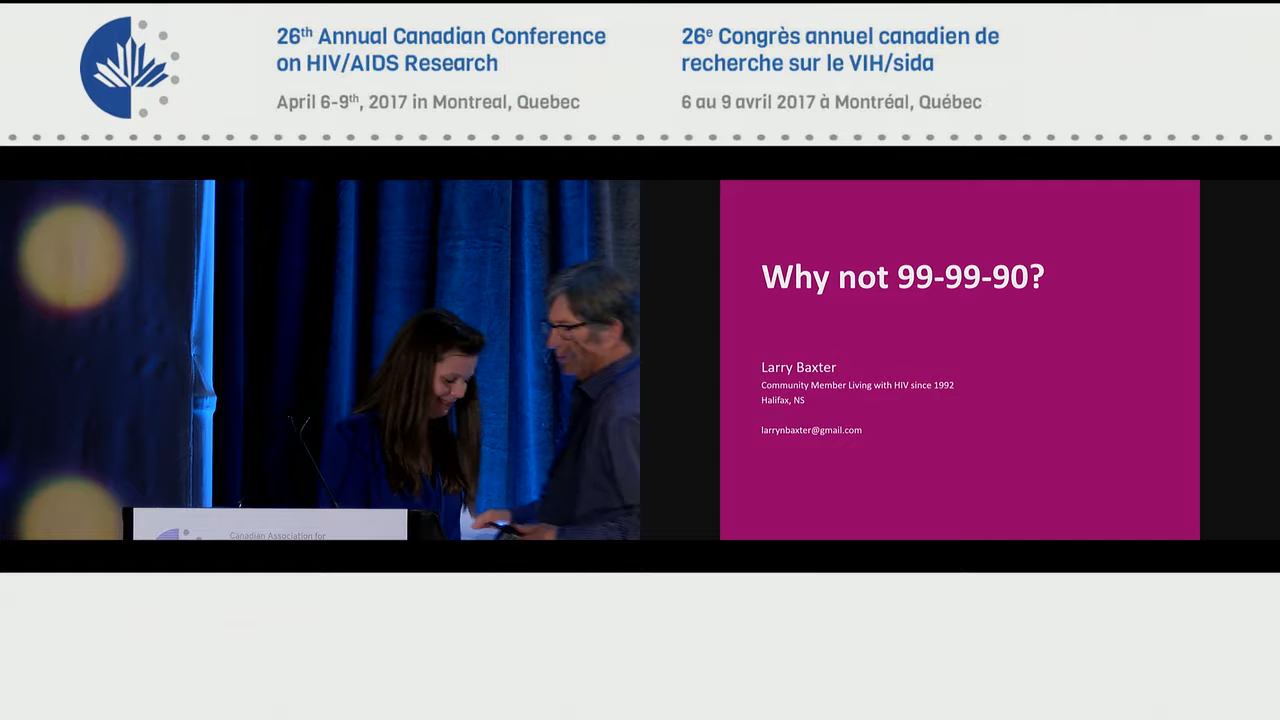 26th Annual Canadian Conference
on HIV/AIDS Research
April 6-9th, 2017 in Montreal, Quebec
26e Congrès annuel canadien de
recherche sur le VIH/sida
6 au 9 avril 2017 à Montréal, Québec
Why not 99-99-90?
Larry Baxter
Community Member Living with HIV since 1992
Halifax, NS
larrynbaxter@gmail.com
Canadian Association for